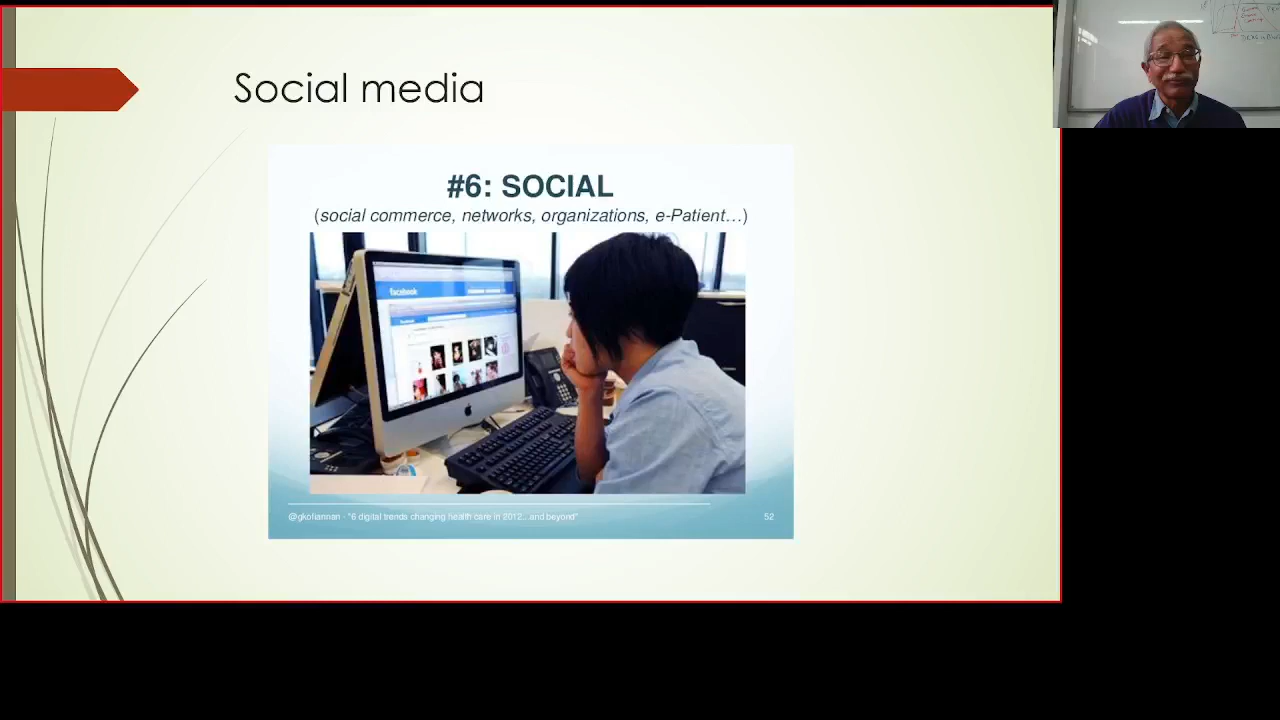 Social media
#6: SOCIAL
(social commerce, networks, organizations, e-Patient…)
facebook
@gkofiannan - "6 digital trends changing health care in 2012...and beyond"
52